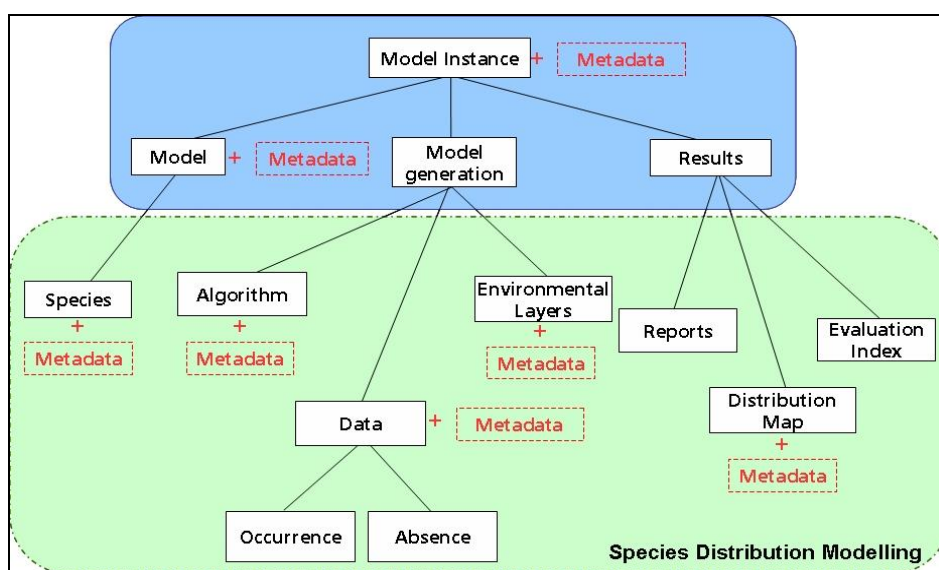 Model Instance + Metadata
Model + Metadata
Model
generation
Results
Species
+
Metadata
Algorithm
+
Metadata
Environmental
Layers
+
Metadata
Reports
Evaluation
Index
Data + Metadata
Distribution
Map
+
Metadata
Occurrence
Absence
Species Distribution Modelling